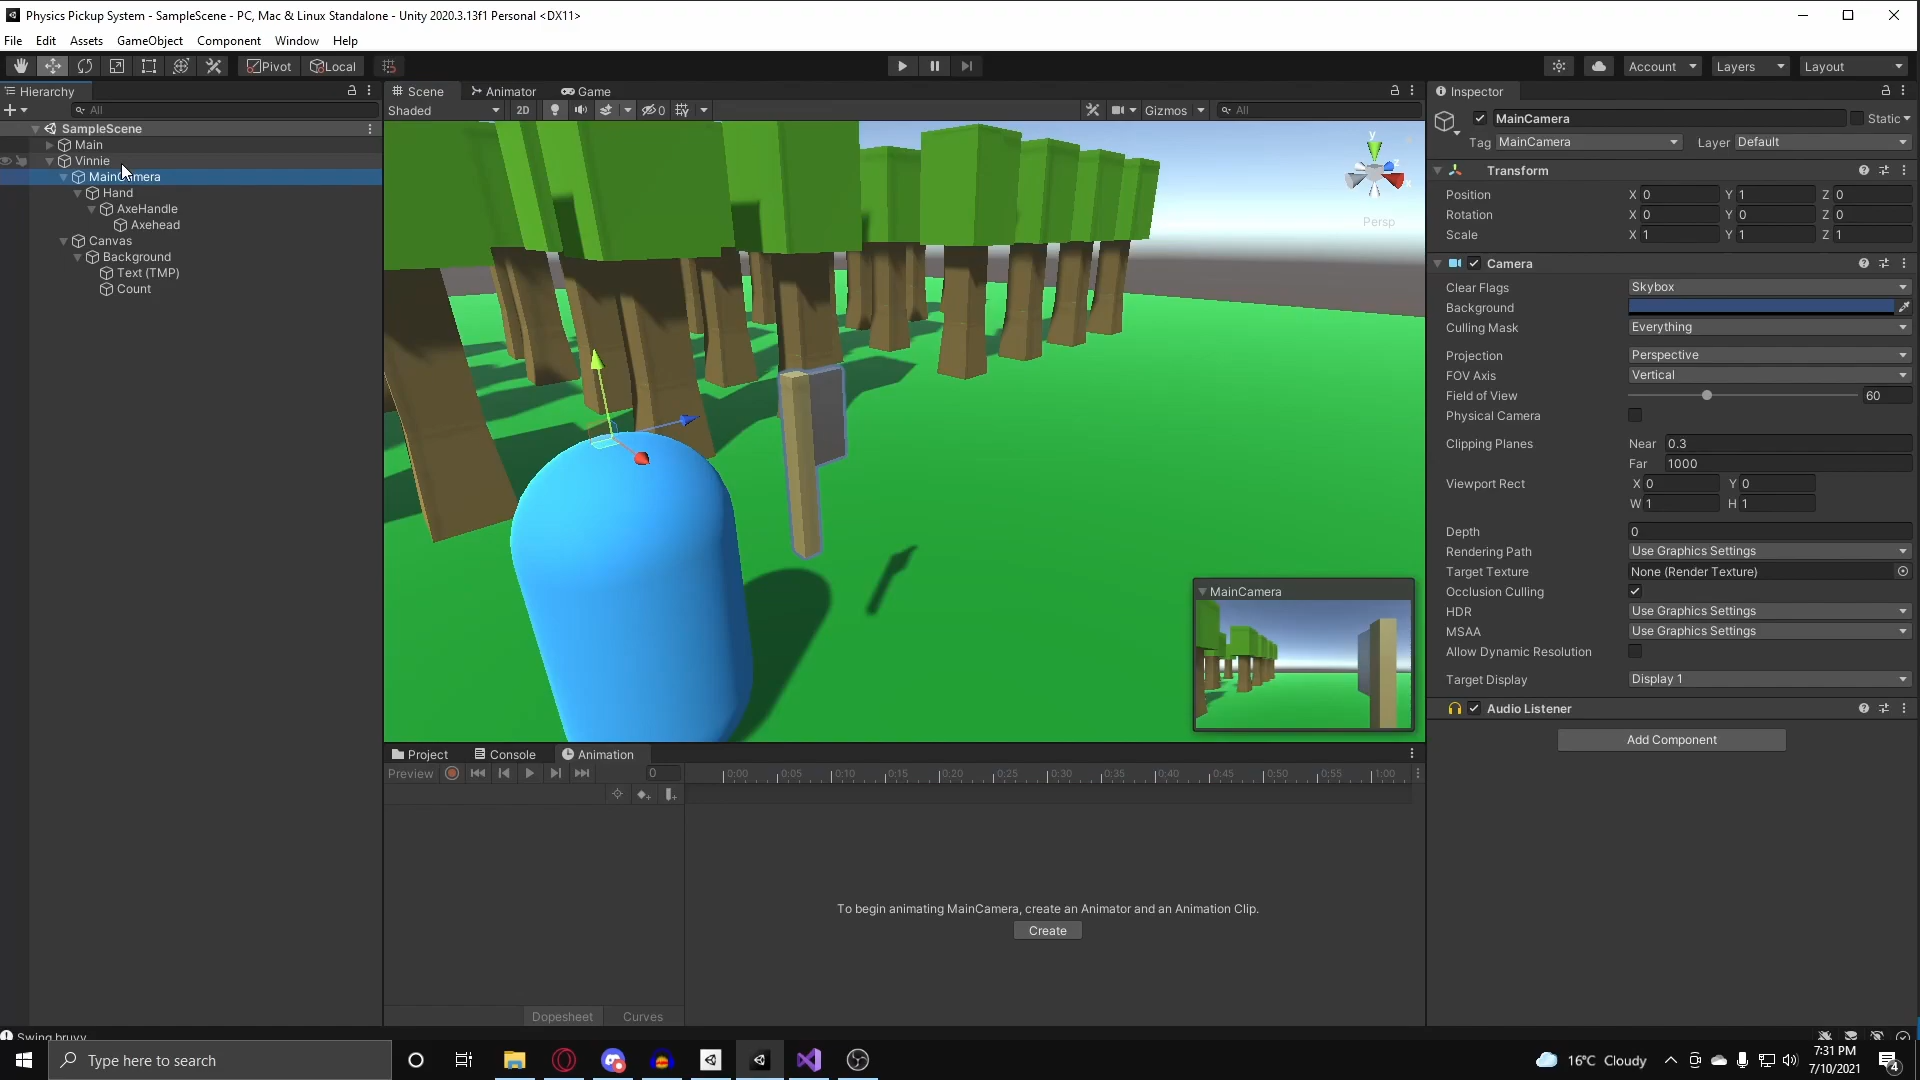 Physics Pickup System - SampleScene - PC, Mac & Linux Standalone - Unity 2020.3.13f1 Personal <DX11>
File Edit Assets GameObject Component Window Help
Pivot Local Account Layers Layout
Hierarchy
All
SampleScene
Main
Vinnie
MainCamera
Hand
AxeHandle
Axehead
Canvas
Background
Text (TMP)
Count
Scene Animator Game
Shaded 2D 0 Gizmos All
y
x
z
Persp
MainCamera
Project Console Animation
Preview 0 0:00 0:05 0:10 0:15 0:20 0:25 0:30 0:35 0:40 0:45 0:50 0:55 1:00
To begin animating MainCamera, create an Animator and an Animation Clip.
Create
Dopesheet Curves
Inspector
MainCamera Static
Tag MainCamera Layer Default
Transform
Position X 0 Y 1 Z 0
Rotation X 0 Y 0 Z 0
Scale X 1 Y 1 Z 1
Camera
Clear Flags Skybox
Background
Culling Mask Everything
Projection Perspective
FOV Axis Vertical
Field of View 60
Physical Camera
Clipping Planes Near 0.3
Far 1000
Viewport Rect X 0 Y 0
W 1 H 1
Depth 0
Rendering Path Use Graphics Settings
Target Texture None (Render Texture)
Occlusion Culling
HDR Use Graphics Settings
MSAA Use Graphics Settings
Allow Dynamic Resolution
Target Display Display 1
Audio Listener
Add Component
Swing bruvv
Type here to search
16°C Cloudy
7:31 PM
7/10/2021
4